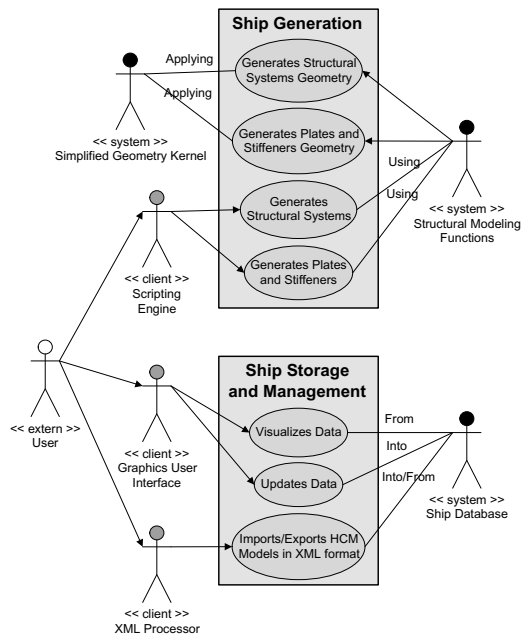 Ship Generation
Applying
Generates Structural
Systems Geometry
Applying
<< system >>
Simplified Geometry Kernel
Generates Plates and
Stiffeners Geometry
Using
<< system >>
Structural Modeling
Functions
Using
Generates
Structural Systems
<< client >>
Scripting
Engine
Generates Plates
and Stiffeners
Ship Storage
and Management
<< extern >>
User
From
Visualizes Data
Into
<< client >>
Graphics User
Interface
Updates Data
Into/From
<< system >>
Ship Database
Imports/Exports HCM
Models in XML format
<< client >>
XML Processor